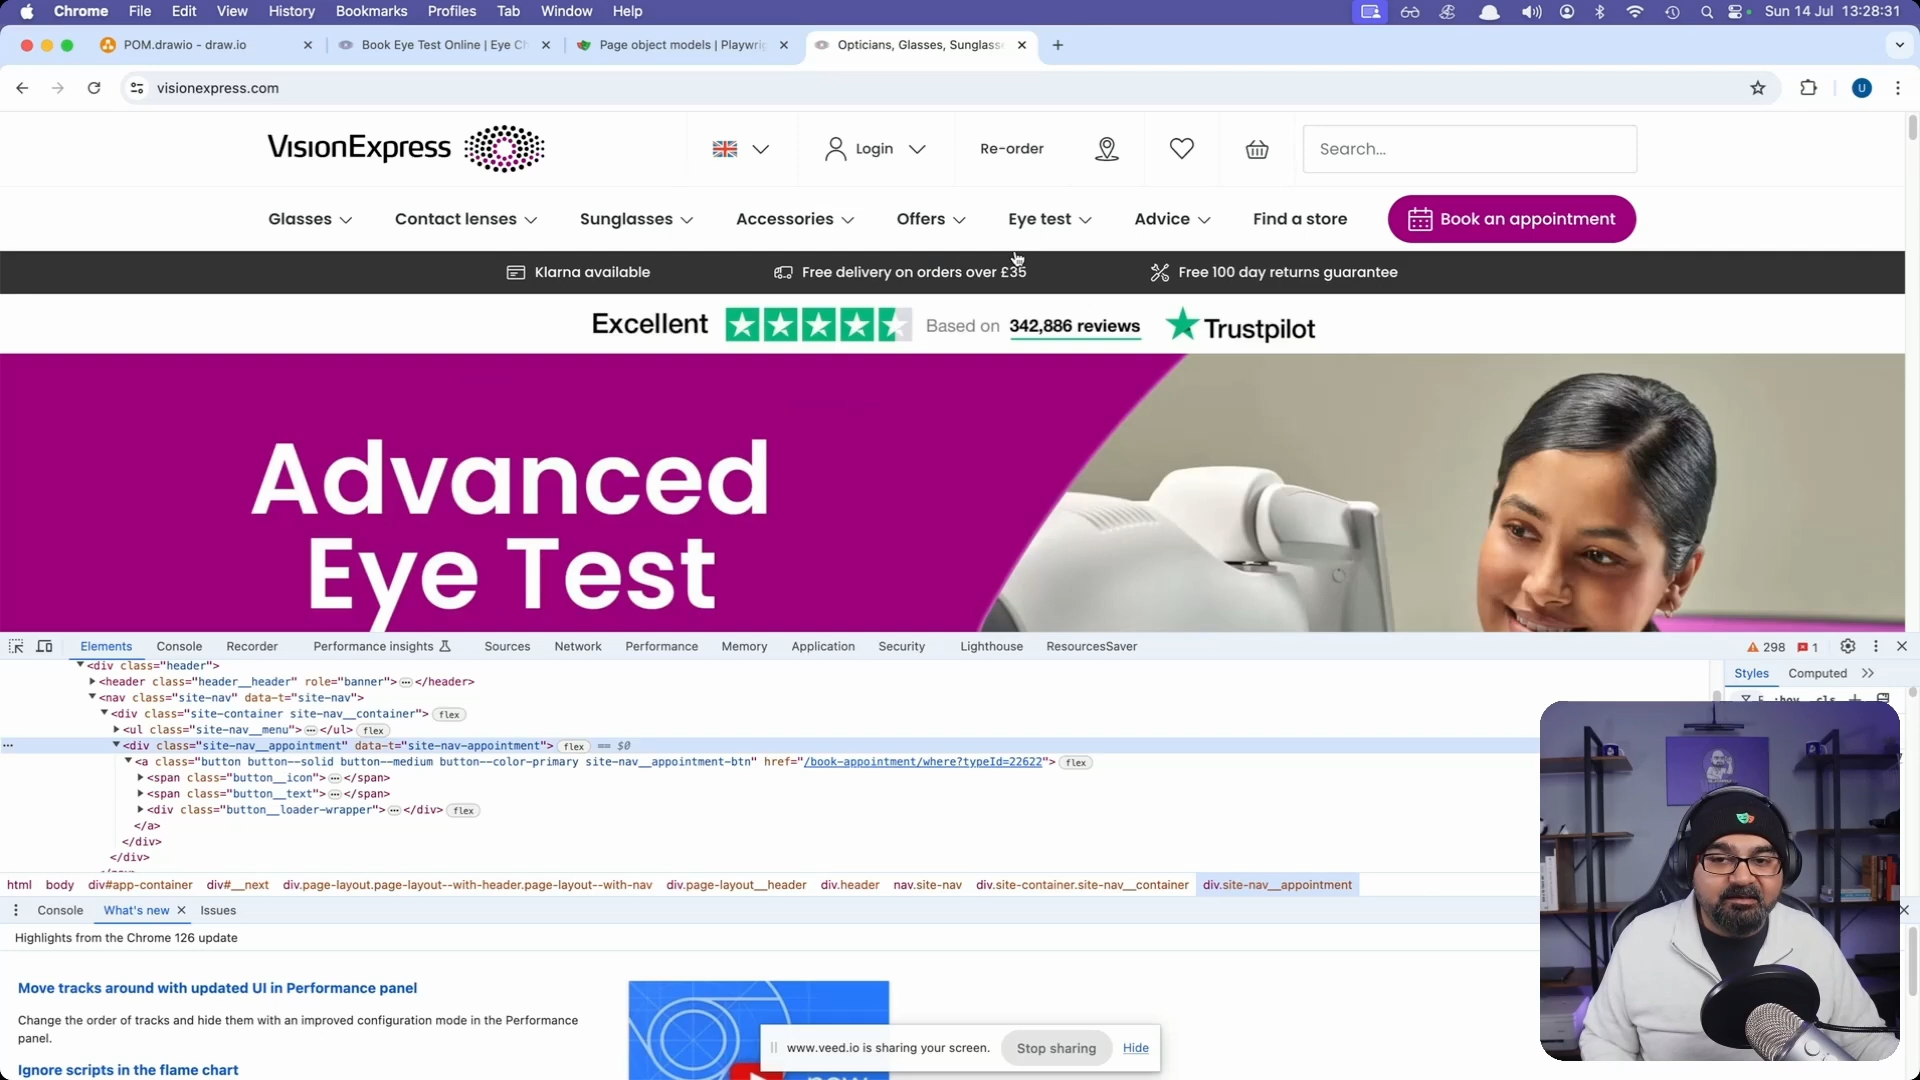 Chrome File Edit View History Bookmarks Profiles Tab Window Help Sun 14 Jul 13:28:31
POM.drawio - draw.io
Book Eye Test Online | Eye Ch
Page object models | Playwrig
Opticians, Glasses, Sunglasse
visionexpress.com
U
VisionExpress
Login
Re-order
Search...
Glasses
Contact lenses
Sunglasses
Accessories
Offers
Eye test
Advice
Find a store
Book an appointment
Klarna available
Free delivery on orders over £35
Free 100 day returns guarantee
Excellent
Based on 342,886 reviews
Trustpilot
Advanced
Eye Test
Elements Console Recorder Performance insights Sources Network Performance Memory Application Security Lighthouse ResourcesSaver 298 1
Styles Computed
<div class="header">
<header class="header__header" role="banner"> … </header>
<nav class="site-nav" data-t="site-nav">
<div class="site-container site-nav__container"> flex
<ul class="site-nav__menu"> … </ul> flex
<div class="site-nav__appointment" data-t="site-nav-appointment"> flex == $0
<a class="button button--solid button--medium button--color-primary site-nav__appointment-btn" href="/book-appointment/where?typeId=22622"> flex
<span class="button__icon"> … </span>
<span class="button__text"> … </span>
<div class="button__loader-wrapper"> … </div> flex
</a>
</div>
</div>
:hov .cls
html body div#app-container div#__next div.page-layout.page-layout--with-header.page-layout--with-nav div.page-layout__header div.header nav.site-nav div.site-container.site-nav__container div.site-nav__appointment
Console What's new Issues
Highlights from the Chrome 126 update
Move tracks around with updated UI in Performance panel
Change the order of tracks and hide them with an improved configuration mode in the Performance
panel.
Ignore scripts in the flame chart
www.veed.io is sharing your screen.
Stop sharing
Hide